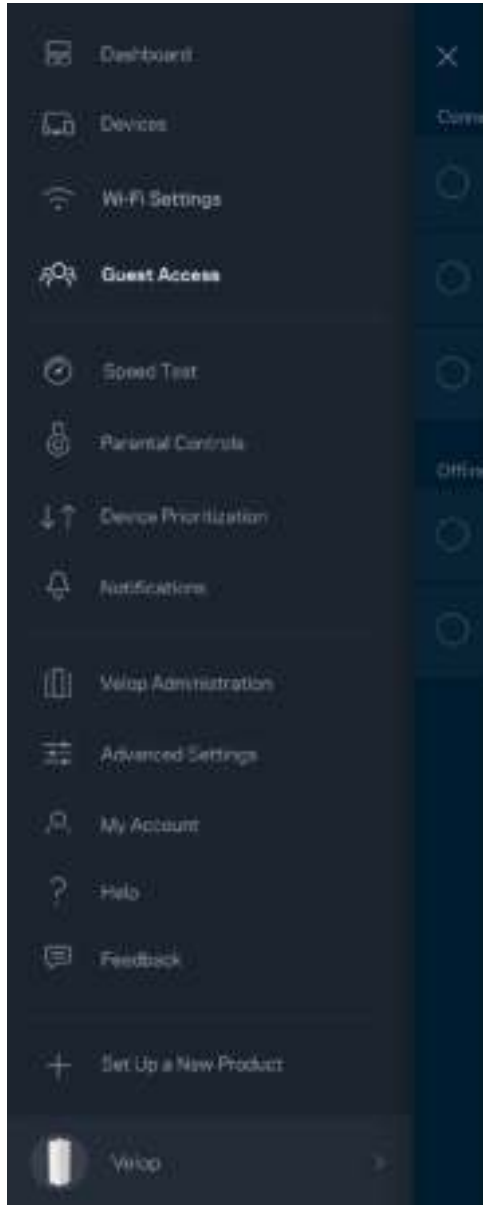 Dashboard
Devices
Wi-Fi Settings
Guest Access
Speed Test
Parental Controls
Device Prioritization
Notifications
Velop Administration
Advanced Settings
My Account
Help
Feedback
Set Up a New Product
Velop